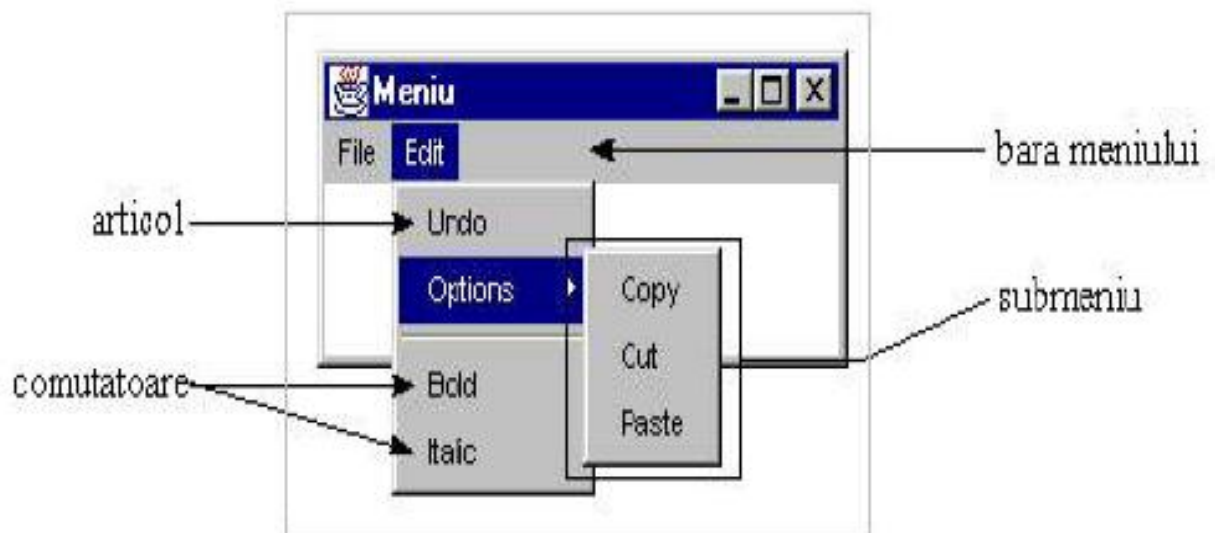 Meniu
File Edit
bara meniului
articol
Undo
Options
Copy
submeniu
Cut
comutatoare
Bold
Paste
Italic